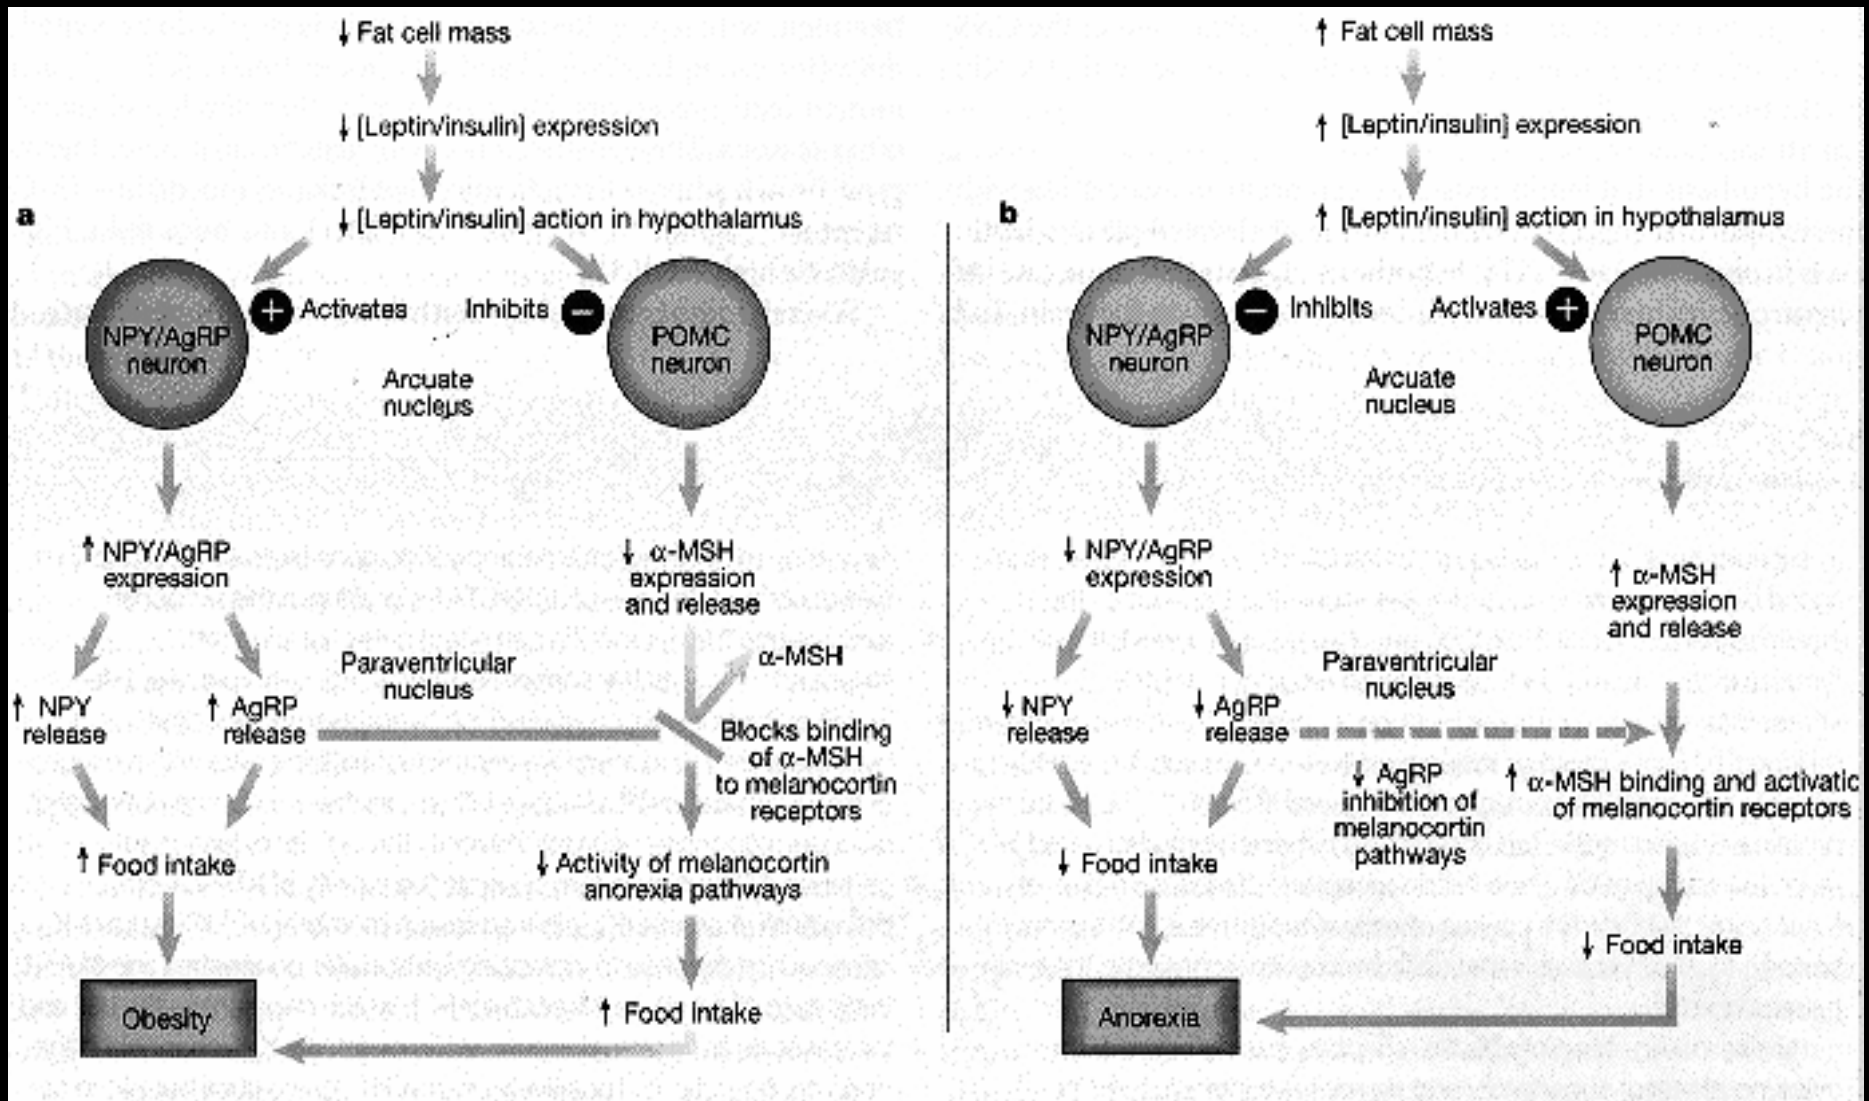 ↓ Fat cell mass
↓ [Leptin/insulin] expression
a
↓ [Leptin/insulin] action in hypothalamus
NPY/AgRP
neuron
+ Activates
Inhibits −
POMC
neuron
Arcuate
nucleus
↑ NPY/AgRP
expression
↓ α-MSH
expression
and release
Paraventricular
nucleus
α-MSH
↑ NPY
release
↑ AgRP
release
Blocks binding
of α-MSH
to melanocortin
receptors
↑ Food intake
↓ Activity of melanocortin
anorexia pathways
Obesity
↑ Food Intake
↑ Fat cell mass
↑ [Leptin/insulin] expression
b
↑ [Leptin/insulin] action in hypothalamus
NPY/AgRP
neuron
− Inhibits
Activates +
POMC
neuron
Arcuate
nucleus
↓ NPY/AgRP
expression
↑ α-MSH
expression
and release
Paraventricular
nucleus
↓ NPY
release
↓ AgRP
release
↓ AgRP
inhibition of
melanocortin
pathways
↑ α-MSH binding and activatic
of melanocortin receptors
↓ Food intake
↓ Food intake
Anorexia